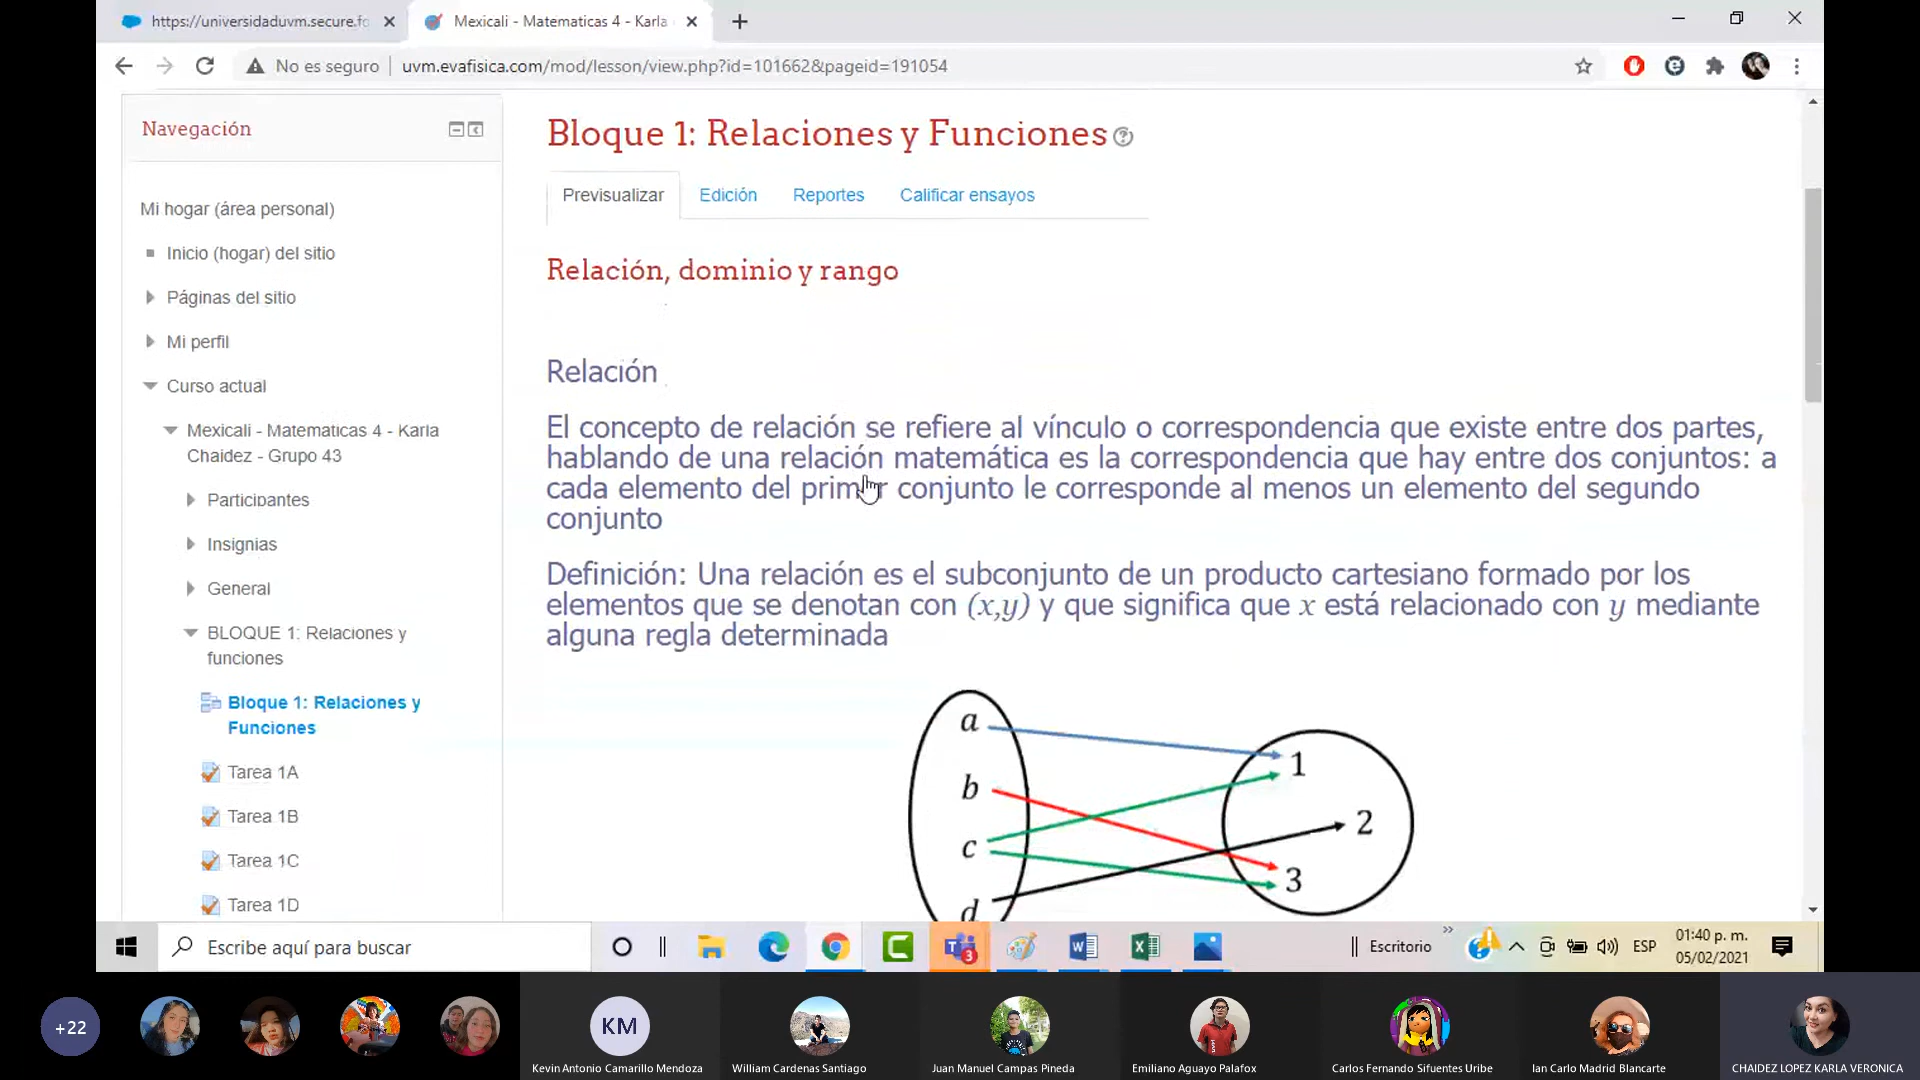 https://universidaduvm.secure.fo
Mexicali - Matematicas 4 - Karla
No es seguro
uvm.evafisica.com/mod/lesson/view.php?id=101662&pageid=191054
Navegación
Mi hogar (área personal)
Inicio (hogar) del sitio
Páginas del sitio
Mi perfil
Curso actual
Mexicali - Matematicas 4 - Karla
Chaidez - Grupo 43
Participantes
Insignias
General
BLOQUE 1: Relaciones y
funciones
Bloque 1: Relaciones y
Funciones
Tarea 1A
Tarea 1B
Tarea 1C
Tarea 1D
Bloque 1: Relaciones y Funciones
Previsualizar
Edición
Reportes
Calificar ensayos
Relación, dominio y rango
Relación
El concepto de relación se refiere al vínculo o correspondencia que existe entre dos partes,
hablando de una relación matemática es la correspondencia que hay entre dos conjuntos: a
cada elemento del primer conjunto le corresponde al menos un elemento del segundo
conjunto
Definición: Una relación es el subconjunto de un producto cartesiano formado por los
elementos que se denotan con (x,y) y que significa que x está relacionado con y mediante
alguna regla determinada
a
b
c
d
1
2
3
Escribe aquí para buscar
3
Escritorio
ESP
01:40 p. m.
05/02/2021
+22
KM
Kevin Antonio Camarillo Mendoza
William Cardenas Santiago
Juan Manuel Campas Pineda
Emiliano Aguayo Palafox
Carlos Fernando Sifuentes Uribe
Ian Carlo Madrid Blancarte
CHAIDEZ LOPEZ KARLA VERONICA